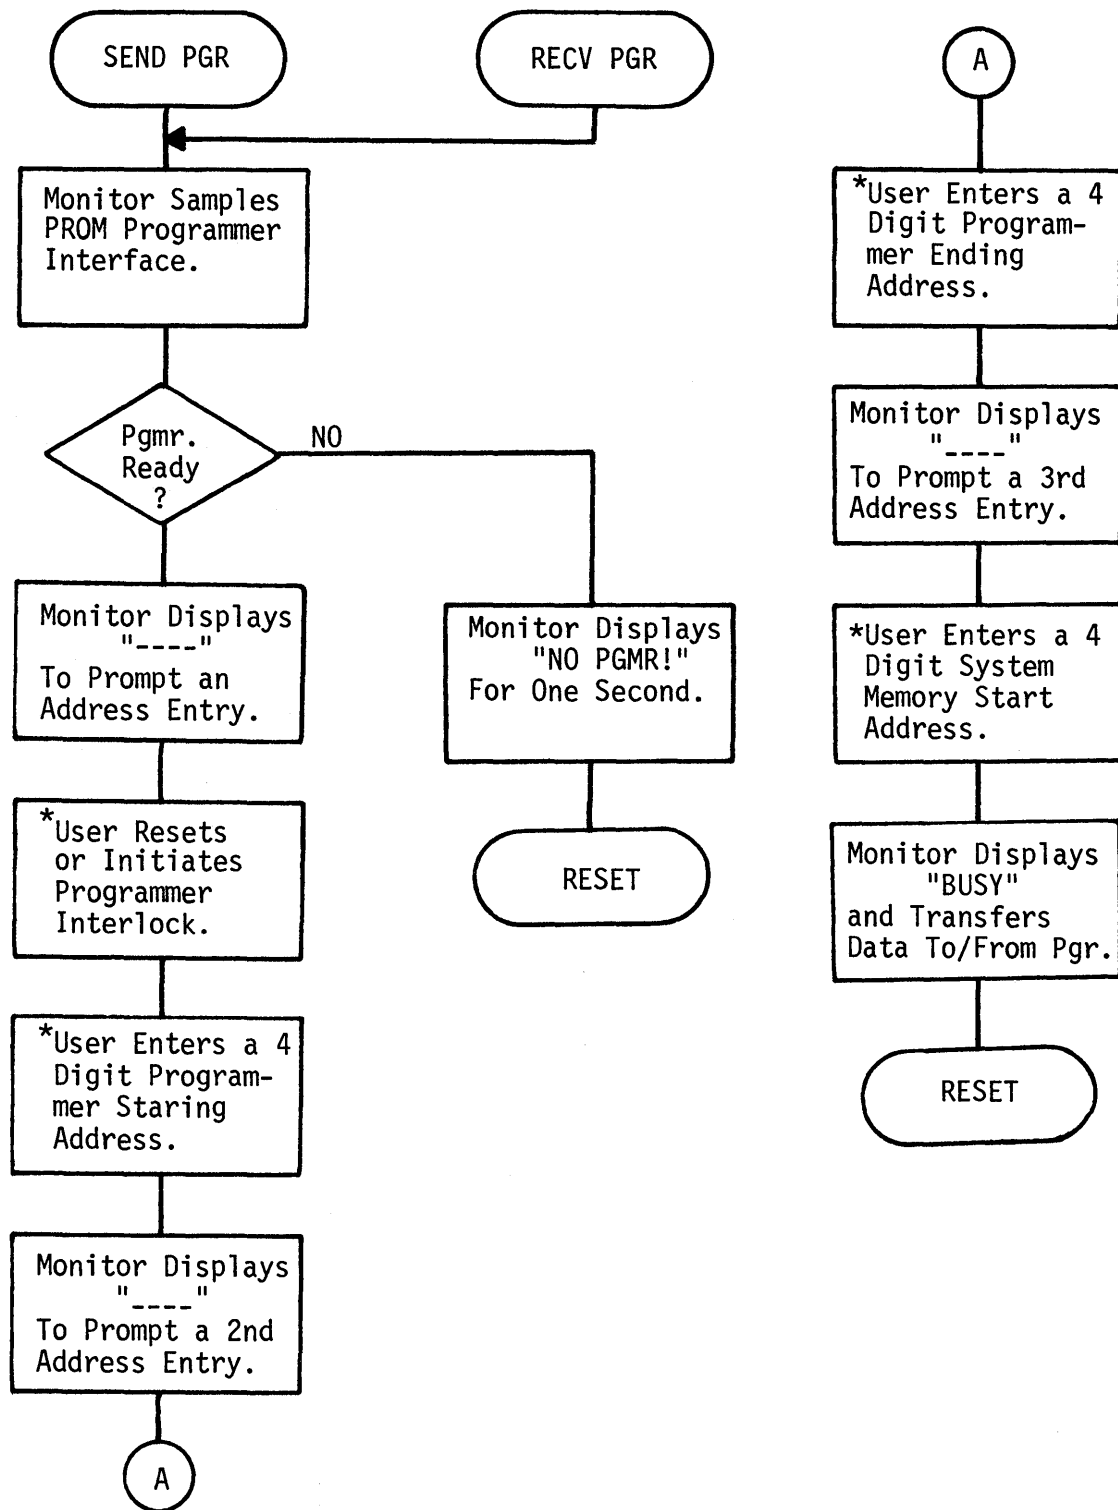 SEND PGR
RECV PGR
Monitor Samples
PROM Programmer
Interface.
Pgmr.
Ready
?
NO
Monitor Displays
"____"
To Prompt an
Address Entry.
Monitor Displays
"NO PGMR!"
For One Second.
RESET
*User Resets
or Initiates
Programmer
Interlock.
*User Enters a 4
Digit Program-
mer Staring
Address.
Monitor Displays
"____"
To Prompt a 2nd
Address Entry.
A
A
*User Enters a 4
Digit Program-
mer Ending
Address.
Monitor Displays
"____"
To Prompt a 3rd
Address Entry.
*User Enters a 4
Digit System
Memory Start
Address.
Monitor Displays
"BUSY"
and Transfers
Data To/From Pgr.
RESET